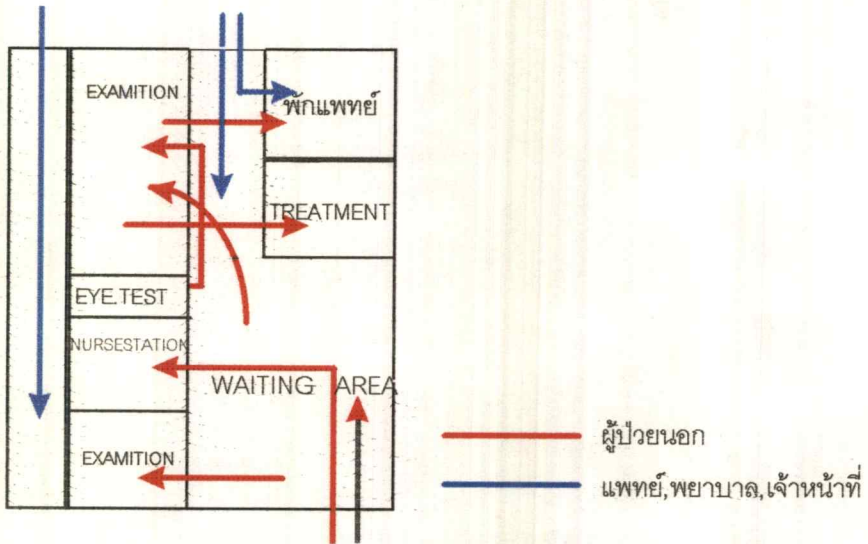 EXAMITION
พักแพทย์
TREATMENT
EYE.TEST
NURSESTATION
WAITING AREA
EXAMITION
ผู้ป่วยนอก
แพทย์,พยาบาล,เจ้าหน้าที่